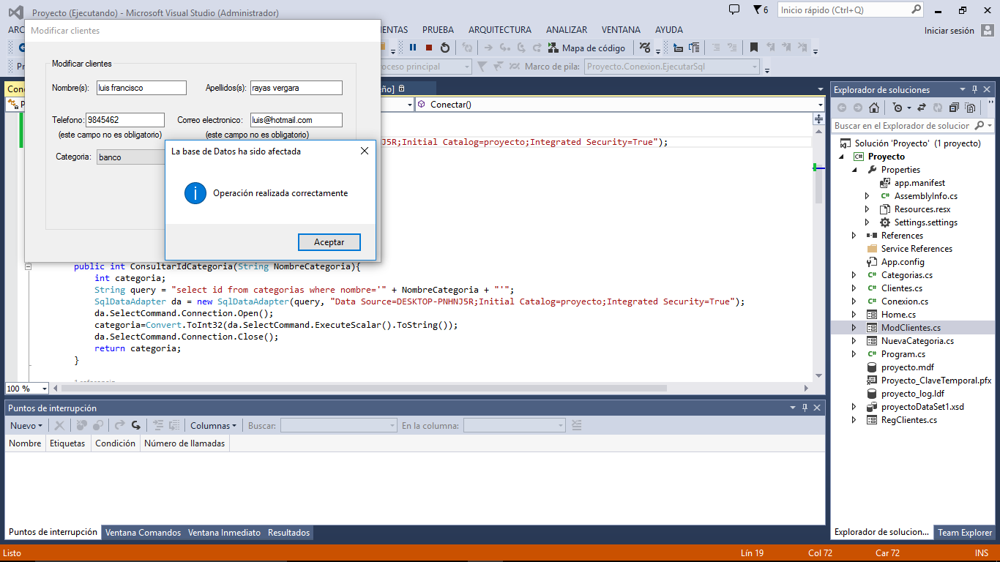 Proyecto (Ejecutando) - Microsoft Visual Studio (Administrador)
6
Inicio rápido (Ctrl+Q)
PRUEBA ARQUITECTURA ANALIZAR VENTANA AYUDA
Iniciar sesión
Mapa de código
Marco de pila: Proyecto.Conexion.EjecutarSql
Modificar clientes
Modificar clientes
Nombre(s): luis francisco Apellidos(s): rayas vergara
Telefono: 9845462 Correo electronico: luis@hotmail.com
(este campo no es obligatorio) (este campo no es obligatorio)
Categoria: banco
La base de Datos ha sido afectada
Operación realizada correctamente
Aceptar
Conectar()
J5R;Initial Catalog=proyecto;Integrated Security=True");
public int ConsultarIdCategoria(String NombreCategoria){
int categoria;
String query = "select id from categorias where nombre='" + NombreCategoria + "'";
SqlDataAdapter da = new SqlDataAdapter(query, "Data Source=DESKTOP-PNHNJ5R;Initial Catalog=proyecto;Integrated Security=True");
da.SelectCommand.Connection.Open();
categoria=Convert.ToInt32(da.SelectCommand.ExecuteScalar().ToString());
da.SelectCommand.Connection.Close();
return categoria;
}
100 %
Explorador de soluciones
Buscar en el Explorador de solucion
Solución 'Proyecto' (1 proyecto)
Proyecto
Properties
app.manifest
AssemblyInfo.cs
Resources.resx
Settings.settings
References
Service References
App.config
Categorias.cs
Clientes.cs
Conexion.cs
Home.cs
ModClientes.cs
NuevaCategoria.cs
Program.cs
proyecto.mdf
Proyecto_ClaveTemporal.pfx
proyecto_log.ldf
proyectoDataSet1.xsd
RegClientes.cs
Explorador de solucion... Team Explorer
Puntos de interrupción
Nuevo Columnas Buscar: En la columna:
Nombre Etiquetas Condición Número de llamadas
Puntos de interrupción Ventana Comandos Ventana Inmediato Resultados
Listo Lín 19 Col 72 Car 72 INS